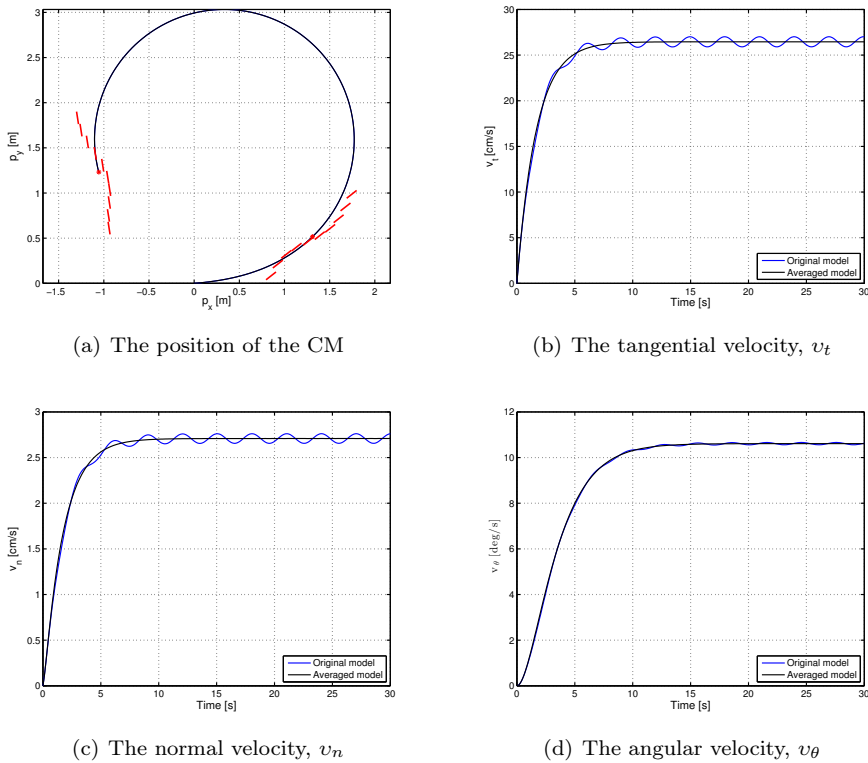 3
2.5
2
1.5
1
0.5
0
p_y [m]
−1.5 −1 −0.5 0 0.5 1 1.5 2
p_x [m]
(a) The position of the CM
30
25
20
15
10
5
0
v_t [cm/s]
Original model
Averaged model
0 5 10 15 20 25 30
Time [s]
(b) The tangential velocity, υ_t
3
2.5
2
1.5
1
0.5
0
v_n [cm/s]
Original model
Averaged model
0 5 10 15 20 25 30
Time [s]
(c) The normal velocity, υ_n
12
10
8
6
4
2
0
v_θ [deg/s]
Original model
Averaged model
0 5 10 15 20 25 30
Time [s]
(d) The angular velocity, υ_θ